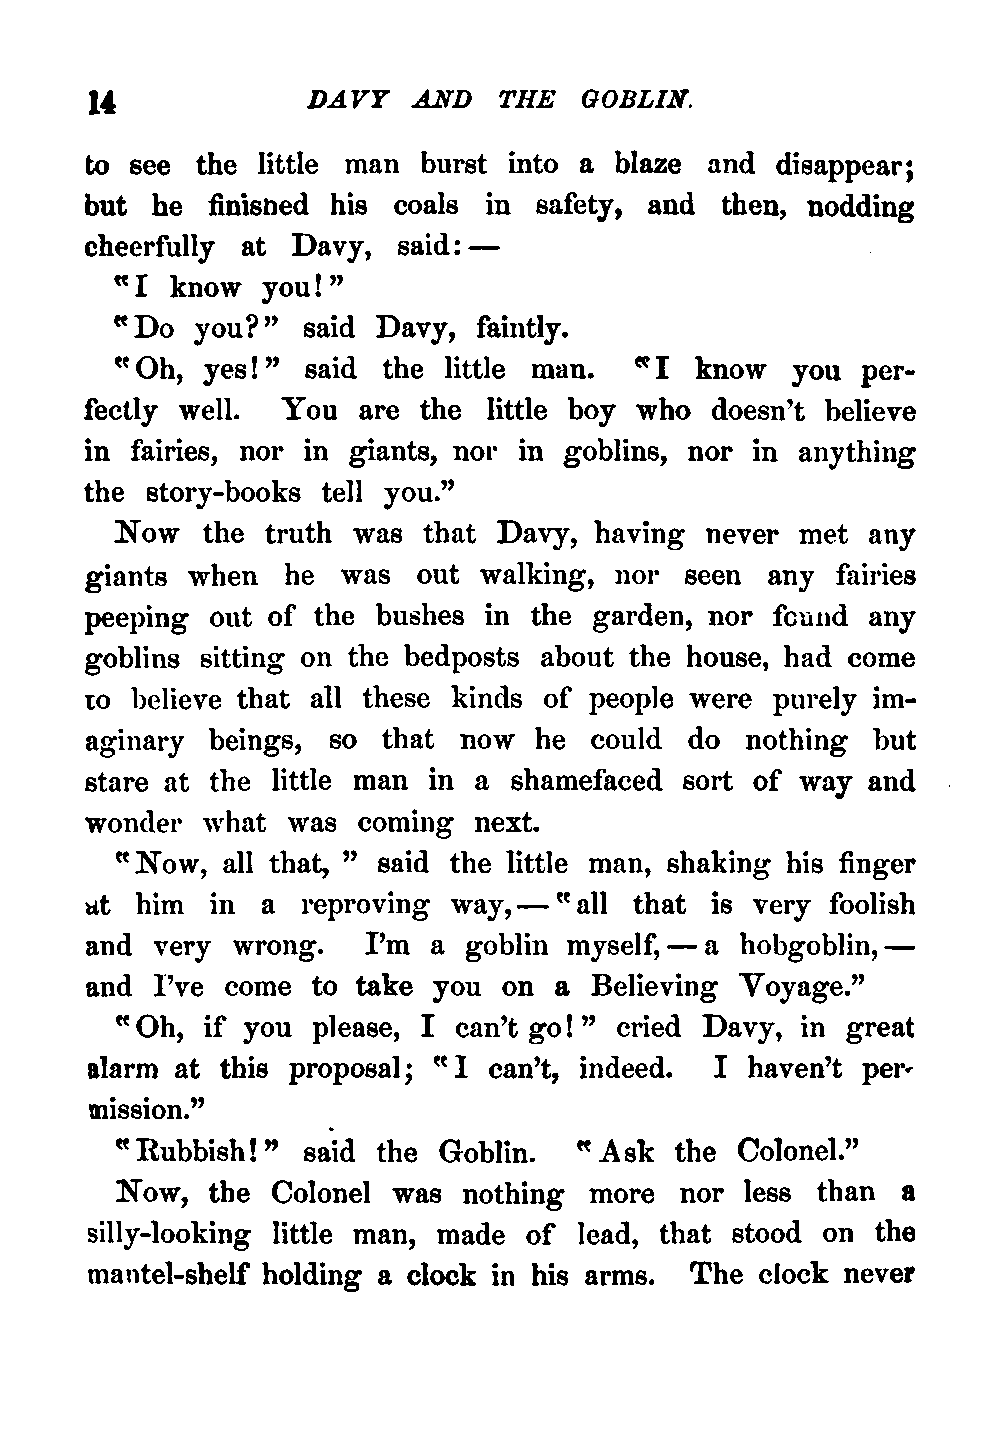 14 DAVY AND THE GOBLIN.
to see the little man burst into a blaze and disappear;
but he finished his coals in safety, and then, nodding
cheerfully at Davy, said: —
"I know you!"
"Do you?" said Davy, faintly.
"Oh, yes!" said the little man. "I know you per-
fectly well. You are the little boy who doesn't believe
in fairies, nor in giants, nor in goblins, nor in anything
the story-books tell you."
Now the truth was that Davy, having never met any
giants when he was out walking, nor seen any fairies
peeping out of the bushes in the garden, nor found any
goblins sitting on the bedposts about the house, had come
to believe that all these kinds of people were purely im-
aginary beings, so that now he could do nothing but
stare at the little man in a shamefaced sort of way and
wonder what was coming next.
"Now, all that, " said the little man, shaking his finger
at him in a reproving way, — "all that is very foolish
and very wrong. I'm a goblin myself, — a hobgoblin, —
and I've come to take you on a Believing Voyage."
"Oh, if you please, I can't go!" cried Davy, in great
alarm at this proposal; "I can't, indeed. I haven't per-
mission."
"Rubbish!" said the Goblin. "Ask the Colonel."
Now, the Colonel was nothing more nor less than a
silly-looking little man, made of lead, that stood on the
mantel-shelf holding a clock in his arms. The clock never